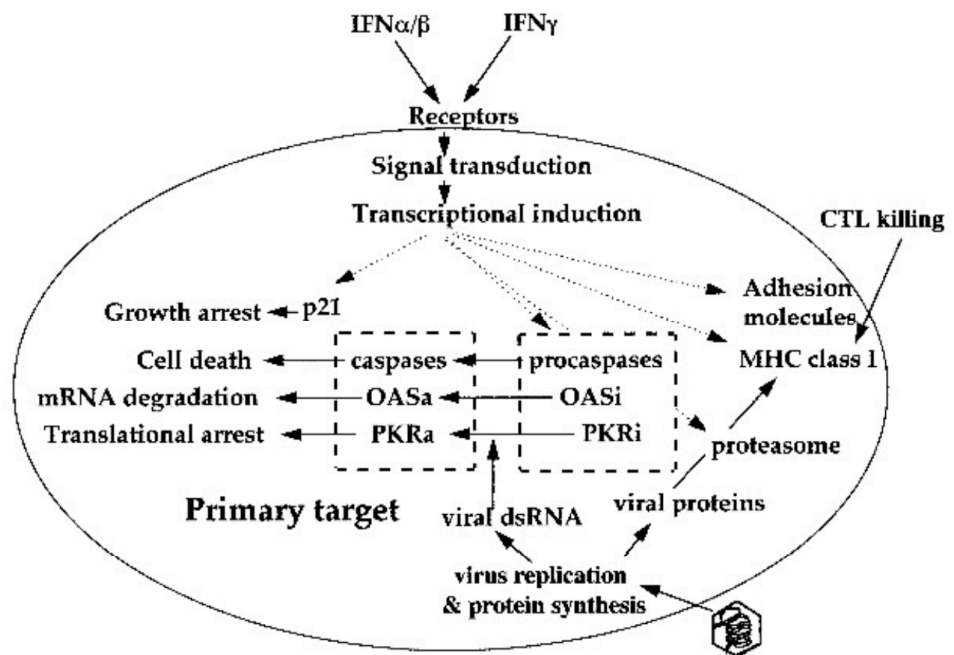 IFNα/β
IFNγ
Receptors
Signal transduction
Transcriptional induction
CTL killing
Adhesion
molecules
Growth arrest
p21
MHC class I
Cell death
caspases
procaspases
mRNA degradation
OASa
OASi
Translational arrest
PKRa
PKRi
proteasome
Primary target
viral dsRNA
viral proteins
virus replication
& protein synthesis